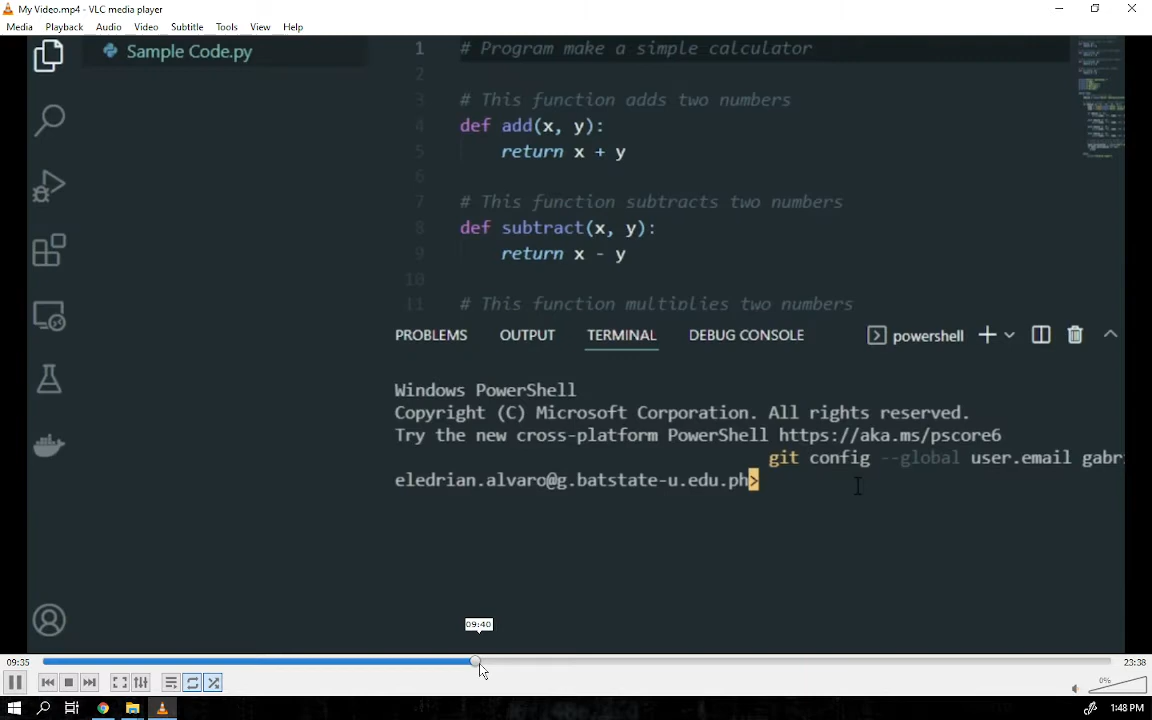 My Video.mp4 - VLC media player
Media Playback Audio Video Subtitle Tools View Help
Sample Code.py
1 # Program make a simple calculator
2
3 # This function adds two numbers
4 def add(x, y):
5 return x + y
6
7 # This function subtracts two numbers
8 def subtract(x, y):
9 return x - y
10
11 # This function multiplies two numbers
PROBLEMS OUTPUT TERMINAL DEBUG CONSOLE powershell
Windows PowerShell
Copyright (C) Microsoft Corporation. All rights reserved.
Try the new cross-platform PowerShell https://aka.ms/pscore6
git config --global user.email gabri
eledrian.alvaro@g.batstate-u.edu.ph>
09:40
09:35 23:38
0%
1:48 PM